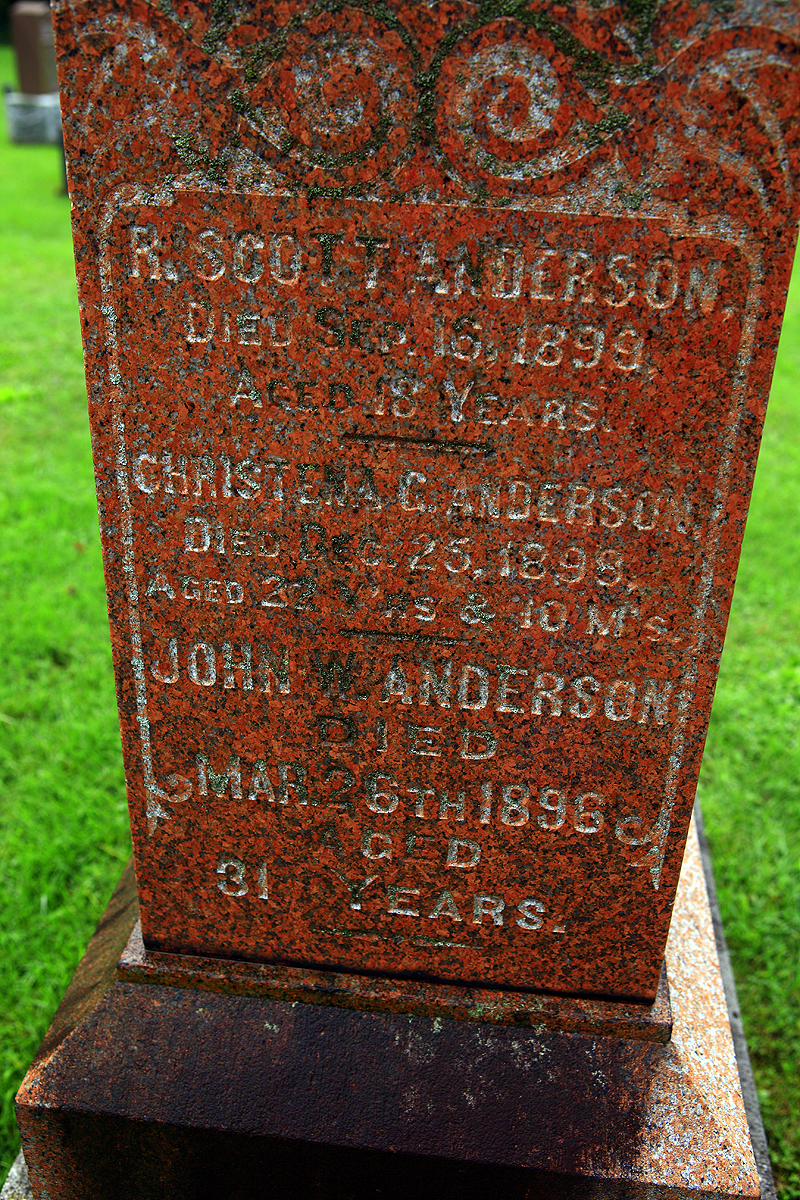 R. SCOTT ANDERSON,
DIED SEP. 16, 1898.
AGED 18 YEARS.
CHRISTENA C. ANDERSON,
DIED DEC. 25, 1898,
AGED 22 Y'RS & 10 M'S.
JOHN W. ANDERSON
DIED
MAR. 26TH 1896
AGED
31 YEARS.